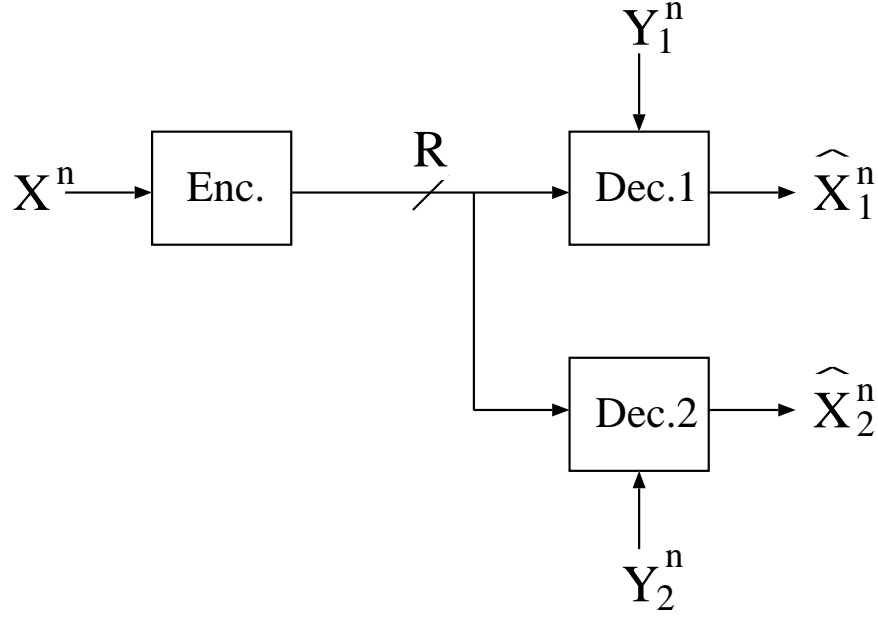 Y₁ⁿ
R
Xⁿ
Enc.
Dec.1
X̂₁ⁿ
Dec.2
X̂₂ⁿ
Y₂ⁿ